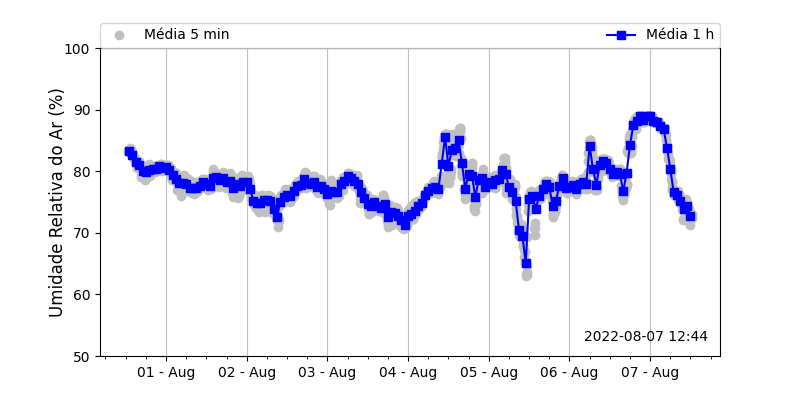 Média 5 min
Média 1 h
Umidade Relativa do Ar (%)
100
90
80
70
60
50
2022-08-07 12:44
01 - Aug
02 - Aug
03 - Aug
04 - Aug
05 - Aug
06 - Aug
07 - Aug